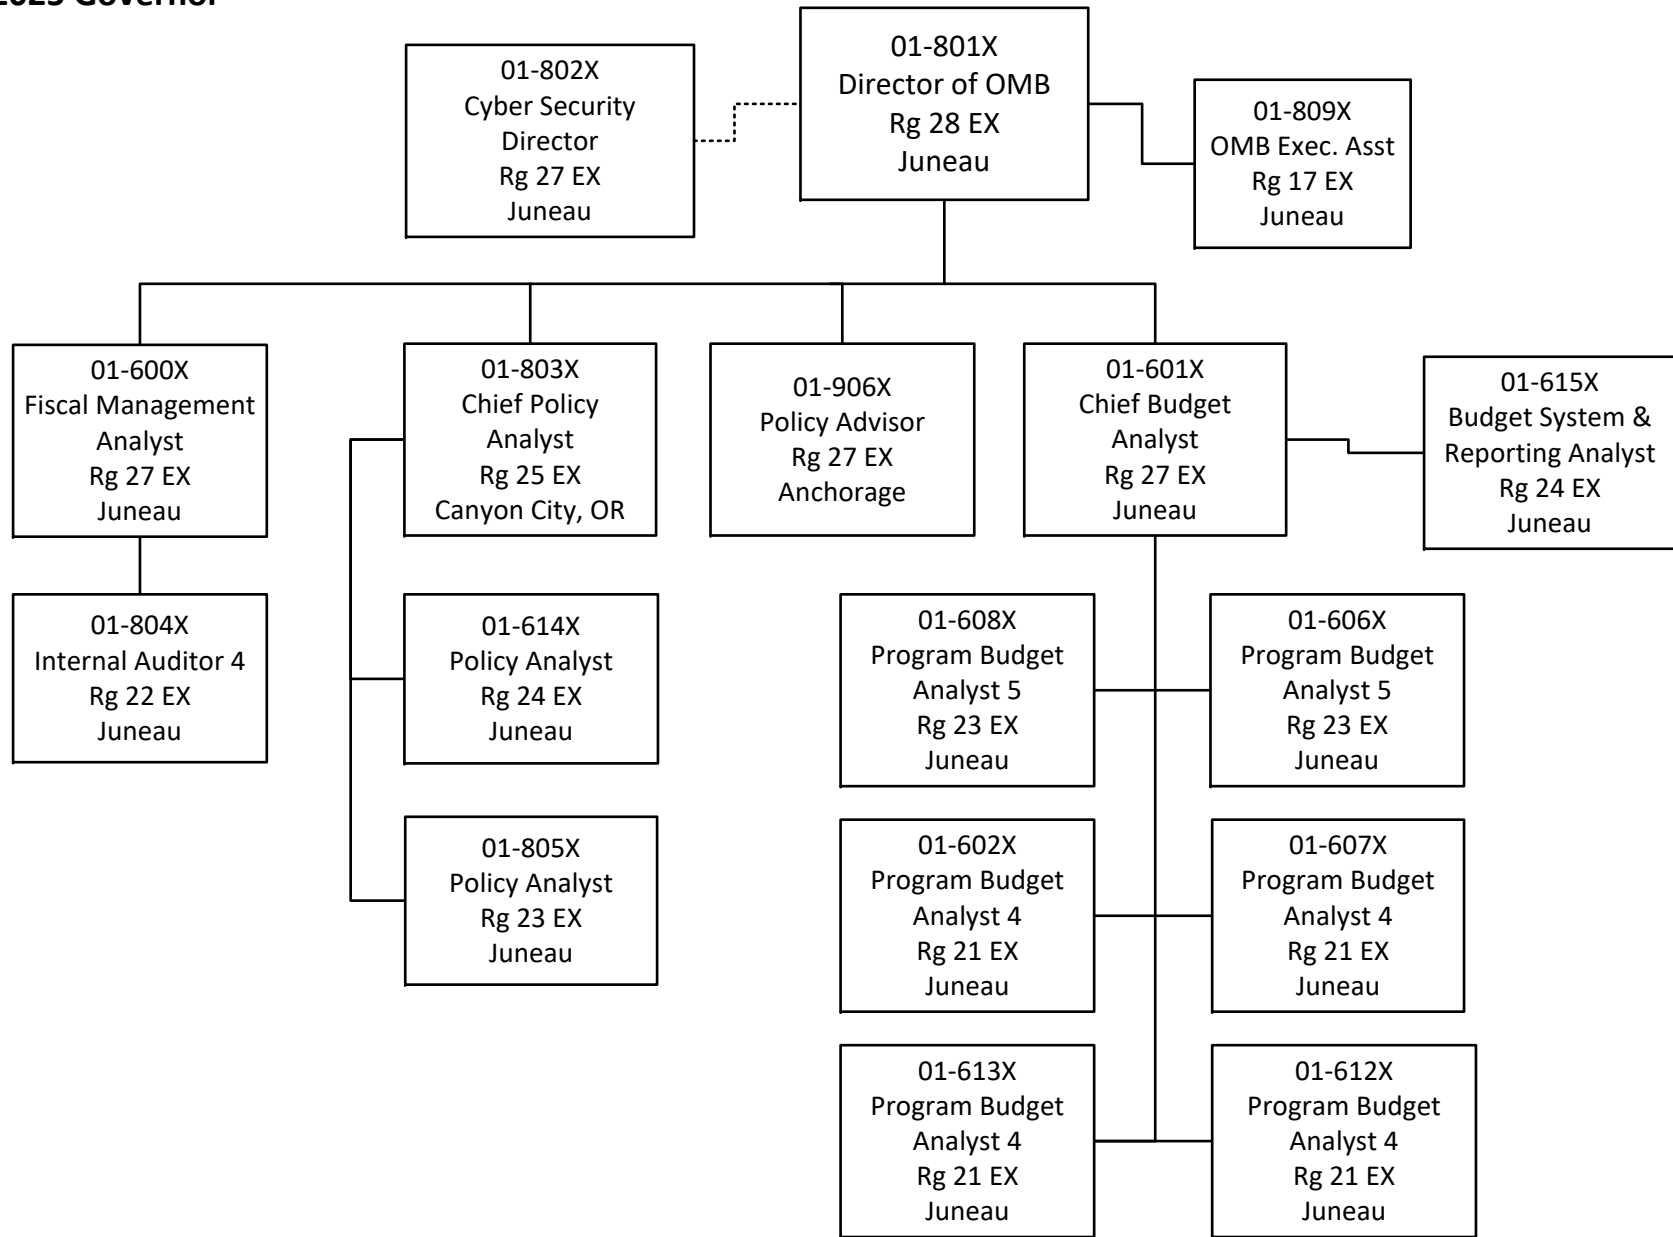 2025 Governor
01-802X
Cyber Security
Director
Rg 27 EX
Juneau
01-801X
Director of OMB
Rg 28 EX
Juneau
01-809X
OMB Exec. Asst
Rg 17 EX
Juneau
01-600X
Fiscal Management
Analyst
Rg 27 EX
Juneau
01-803X
Chief Policy
Analyst
Rg 25 EX
Canyon City, OR
01-906X
Policy Advisor
Rg 27 EX
Anchorage
01-601X
Chief Budget
Analyst
Rg 27 EX
Juneau
01-615X
Budget System &
Reporting Analyst
Rg 24 EX
Juneau
01-804X
Internal Auditor 4
Rg 22 EX
Juneau
01-614X
Policy Analyst
Rg 24 EX
Juneau
01-608X
Program Budget
Analyst 5
Rg 23 EX
Juneau
01-606X
Program Budget
Analyst 5
Rg 23 EX
Juneau
01-805X
Policy Analyst
Rg 23 EX
Juneau
01-602X
Program Budget
Analyst 4
Rg 21 EX
Juneau
01-607X
Program Budget
Analyst 4
Rg 21 EX
Juneau
01-613X
Program Budget
Analyst 4
Rg 21 EX
Juneau
01-612X
Program Budget
Analyst 4
Rg 21 EX
Juneau